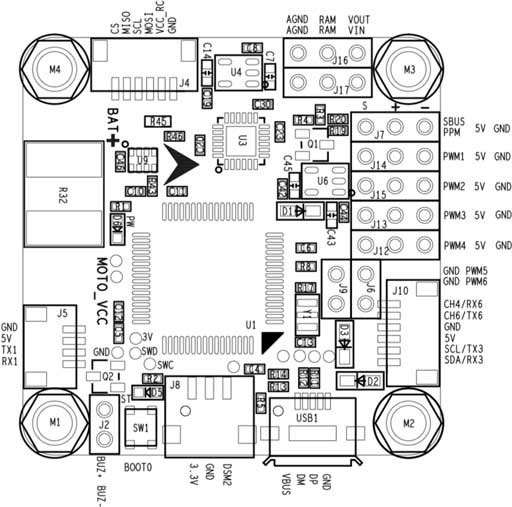 CS
MISO
SCL
MOSI
VCC_RC
GND
AGND RAM VOUT
AGND RAM VIN
M4
J4
C14
C8
U4
C7
J16
J17
M3
C19
C30
S + -
BAT+
R45
R46
U3
R4
R20
C19
Q1
J7
SBUS
PPM 5V GND
J14
PWM1 5V GND
U9
C45
U6
J15
PWM2 5V GND
R32
C10
C11
C42
R1
D1
C43
J13
PWM3 5V GND
PW
J12
PWM4 5V GND
MOTO_VCC
C6
R8
R17
J9
J6
GND PWM5
GND PWM6
J10
CH4/RX6
CH6/TX6
GND
5V
SCL/TX3
SDA/RX3
J5
GND
5V
TX1
RX1
U1
Y1
D3
C13
3V
GND
SWD
SWC
Q2
R2
J8
C4
R14
R13
D2
ST
D5
R5
M1
J2
SW1
USB1
M2
BUZ+ BUZ-
BOOT0
3.3V
GND
DSM2
VBUS
DM
DP
GND